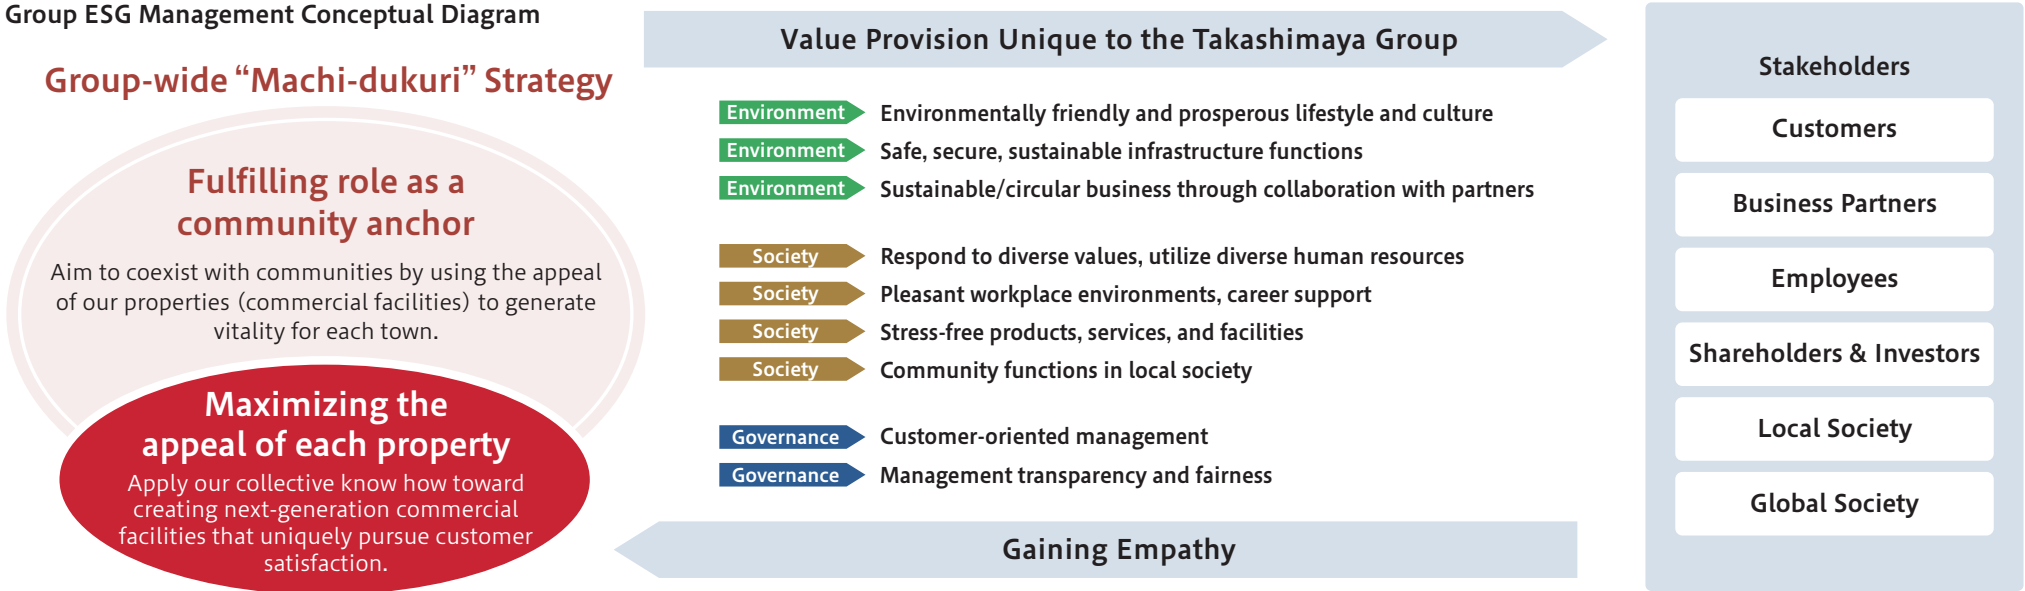 Group ESG Management Conceptual Diagram
Group-wide “Machi-dukuri” Strategy
Fulfilling role as a
community anchor
Aim to coexist with communities by using the appeal
of our properties (commercial facilities) to generate
vitality for each town.
Maximizing the
appeal of each property
Apply our collective know how toward
creating next-generation commercial
facilities that uniquely pursue customer
satisfaction.
Value Provision Unique to the Takashimaya Group
Environment Environmentally friendly and prosperous lifestyle and culture
Environment Safe, secure, sustainable infrastructure functions
Environment Sustainable/circular business through collaboration with partners
Society Respond to diverse values, utilize diverse human resources
Society Pleasant workplace environments, career support
Society Stress-free products, services, and facilities
Society Community functions in local society
Governance Customer-oriented management
Governance Management transparency and fairness
Gaining Empathy
Stakeholders
Customers
Business Partners
Employees
Shareholders & Investors
Local Society
Global Society